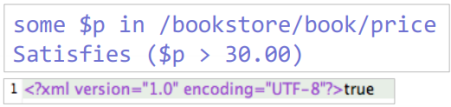 some $p in /bookstore/book/price
Satisfies ($p > 30.00)
1 <?xml version="1.0" encoding="UTF-8"?>true